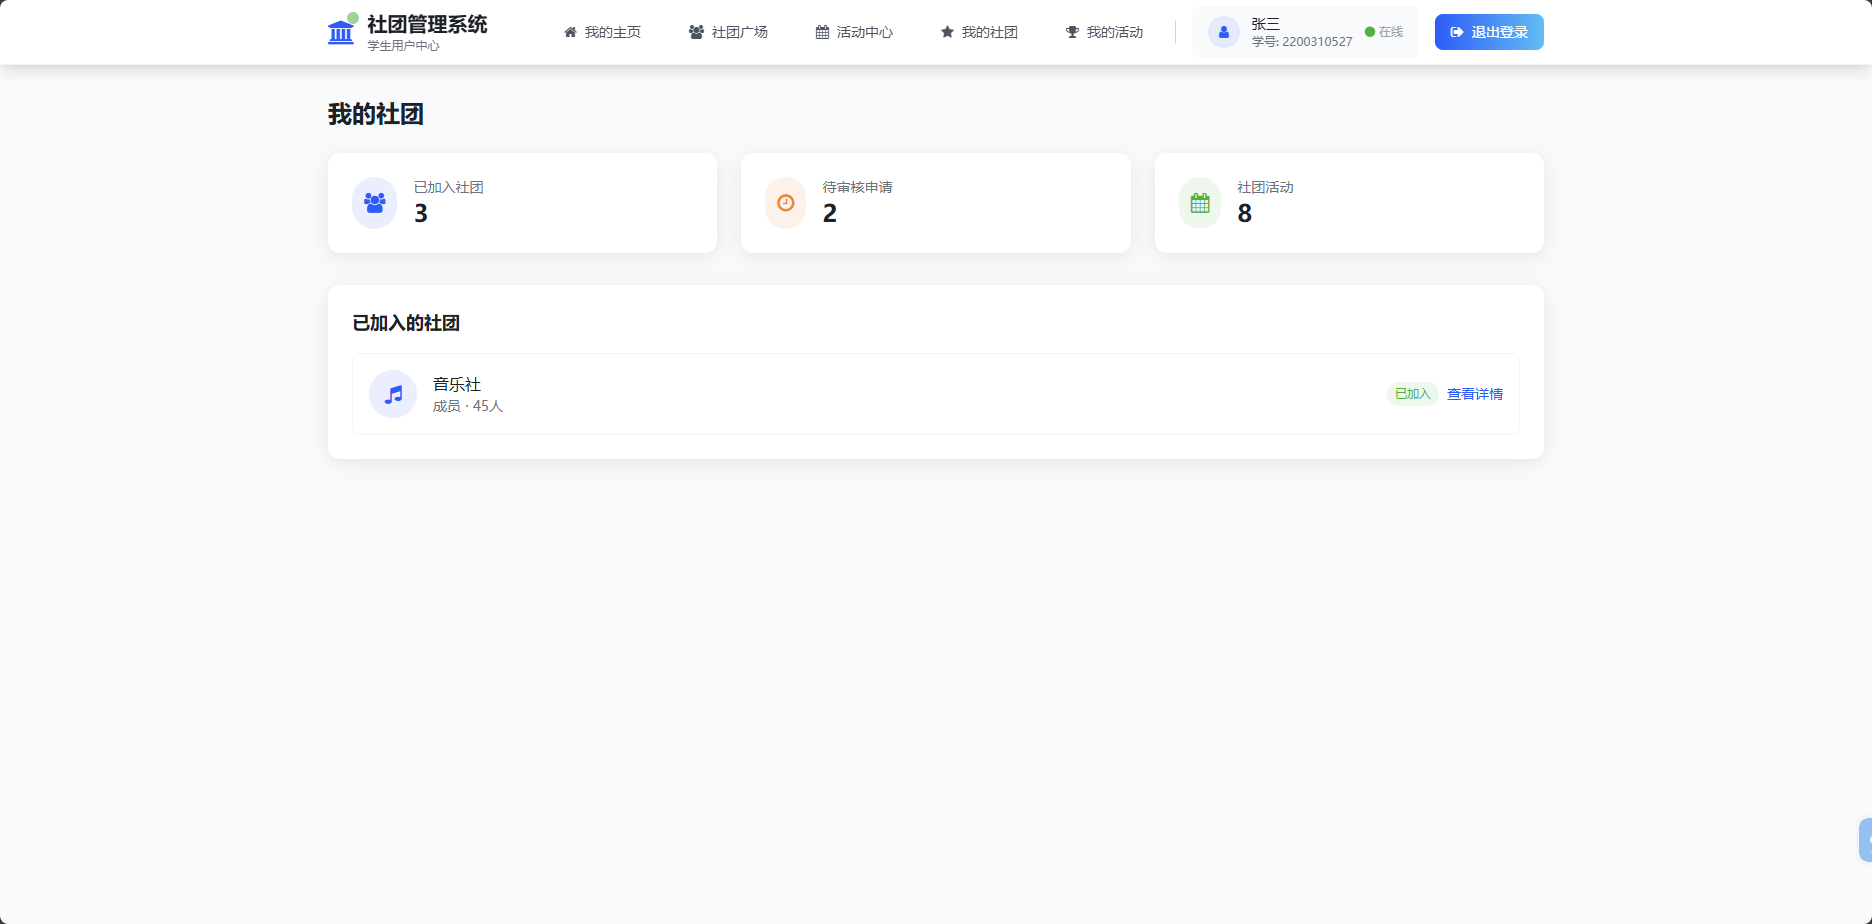 社团管理系统
学生用户中心
我的主页
社团广场
活动中心
我的社团
我的活动
张三
学号: 2200310527
在线
退出登录
我的社团
已加入社团
3
待审核申请
2
社团活动
8
已加入的社团
音乐社
成员 · 45人
已加入
查看详情